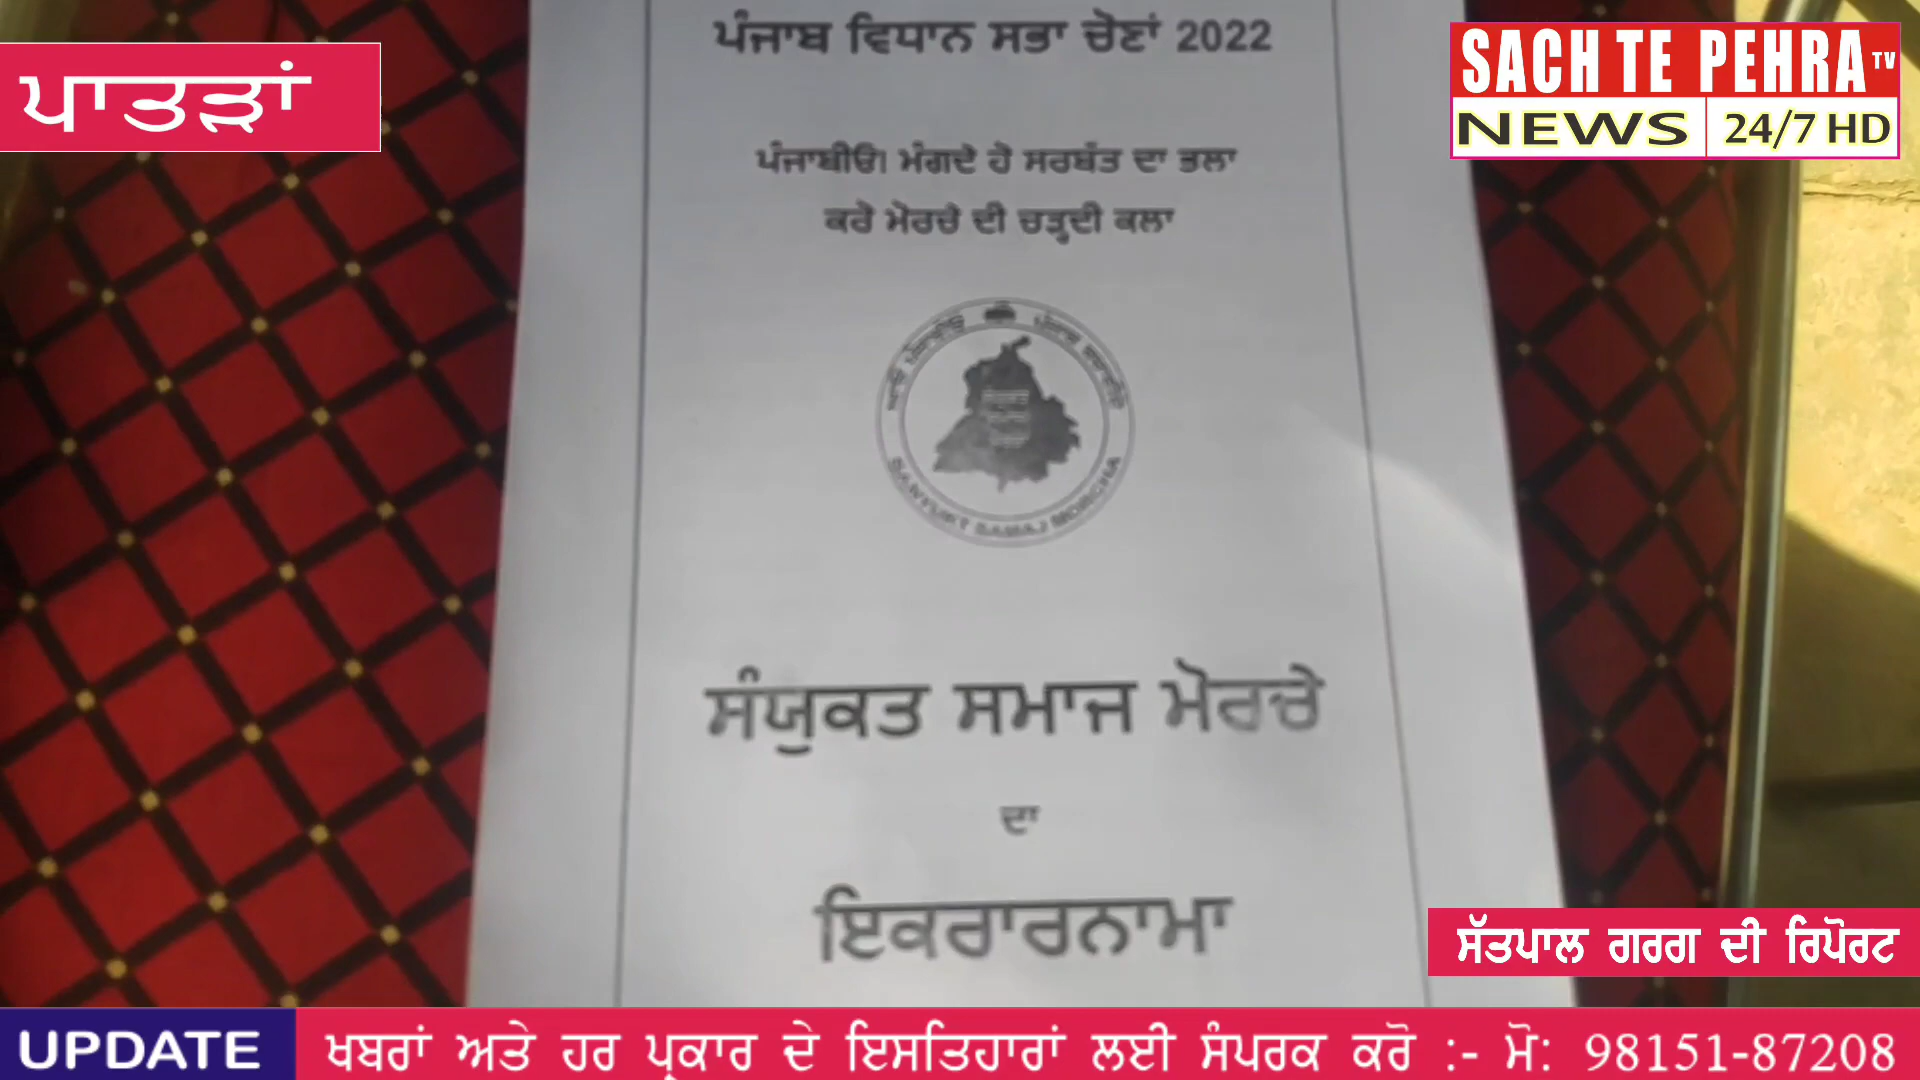 ਪਾਤੜਾਂ
SACH TE PEHRA TV
NEWS 24/7 HD
ਪੰਜਾਬ ਵਿਧਾਨ ਸਭਾ ਚੋਣਾਂ 2022
ਪੰਜਾਬੀਓ! ਮੰਗਦੇ ਹੋ ਸਰਬੱਤ ਦਾ ਭਲਾ
ਕਰੋ ਮੋਰਚੇ ਦੀ ਚੜ੍ਹਦੀ ਕਲਾ
SANYUKT SAMAJ MORCHA
ਸੰਯੁਕਤ ਸਮਾਜ ਮੋਰਚੇ
ਦਾ
ਇਕਰਾਰਨਾਮਾ
ਸੱਤਪਾਲ ਗਰਗ ਦੀ ਰਿਪੋਰਟ
UPDATE ਖਬਰਾਂ ਅਤੇ ਹਰ ਪ੍ਰਕਾਰ ਦੇ ਇਸਤਿਹਾਰਾਂ ਲਈ ਸੰਪਰਕ ਕਰੋ :- ਮੋ: 98151-87208